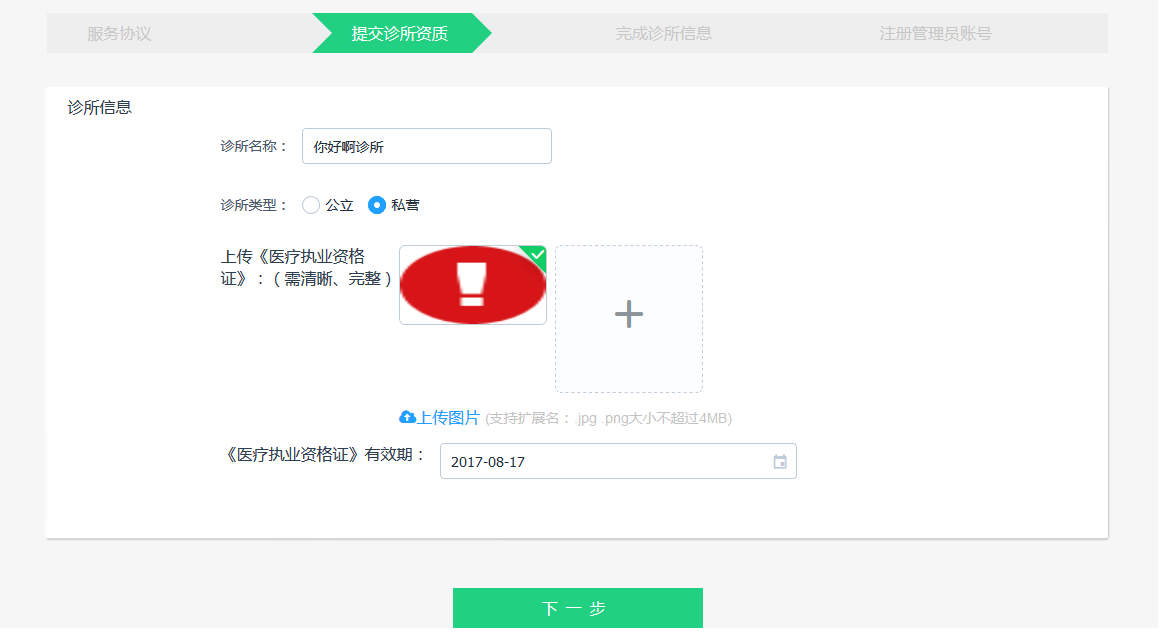 服务协议
提交诊所资质
完成诊所信息
注册管理员账号
诊所信息
诊所名称：
你好啊诊所
诊所类型：
公立
私营
上传《医疗执业资格
证》：（需清晰、完整）
上传图片 (支持扩展名：.jpg .png大小不超过4MB)
《医疗执业资格证》有效期：
2017-08-17
下一步